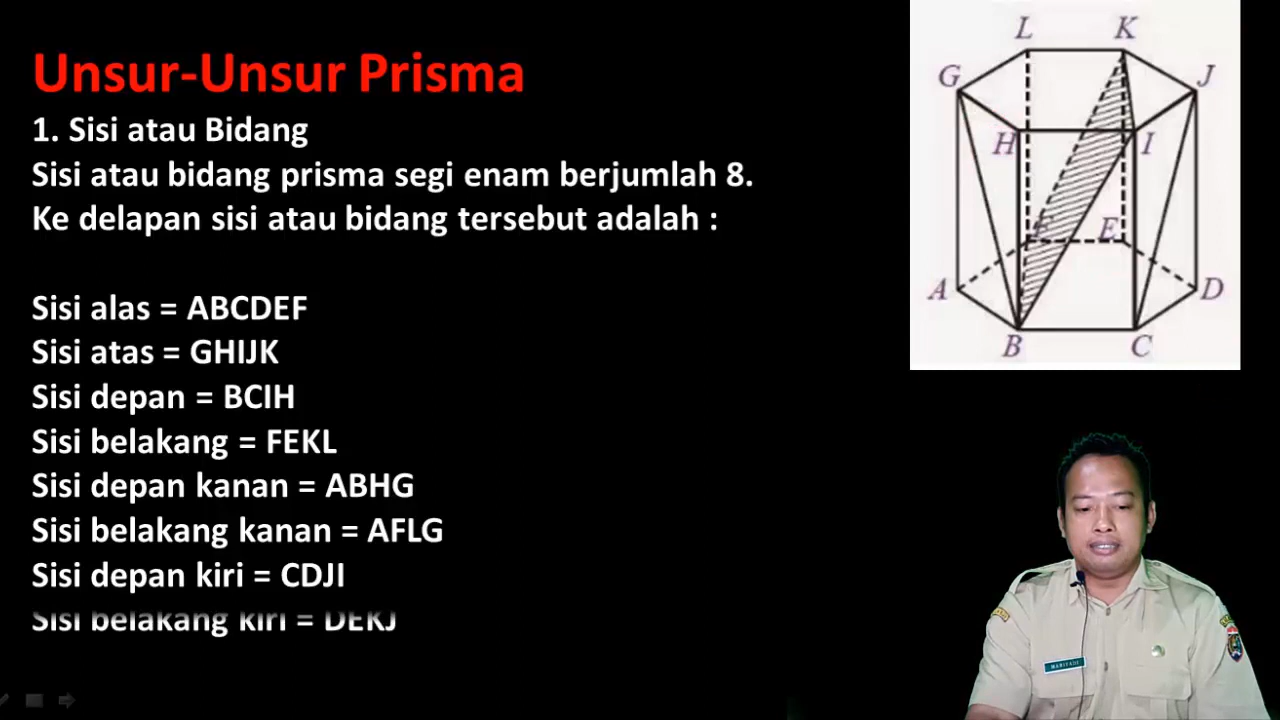 Unsur-Unsur Prisma
1. Sisi atau Bidang
Sisi atau bidang prisma segi enam berjumlah 8.
Ke delapan sisi atau bidang tersebut adalah :
Sisi alas = ABCDEF
Sisi atas = GHIJK
Sisi depan = BCIH
Sisi belakang = FEKL
Sisi depan kanan = ABHG
Sisi belakang kanan = AFLG
Sisi depan kiri = CDJI
Sisi belakang kiri = DEKJ
L K
G J
H I
F E
A D
B C
MARIYADI